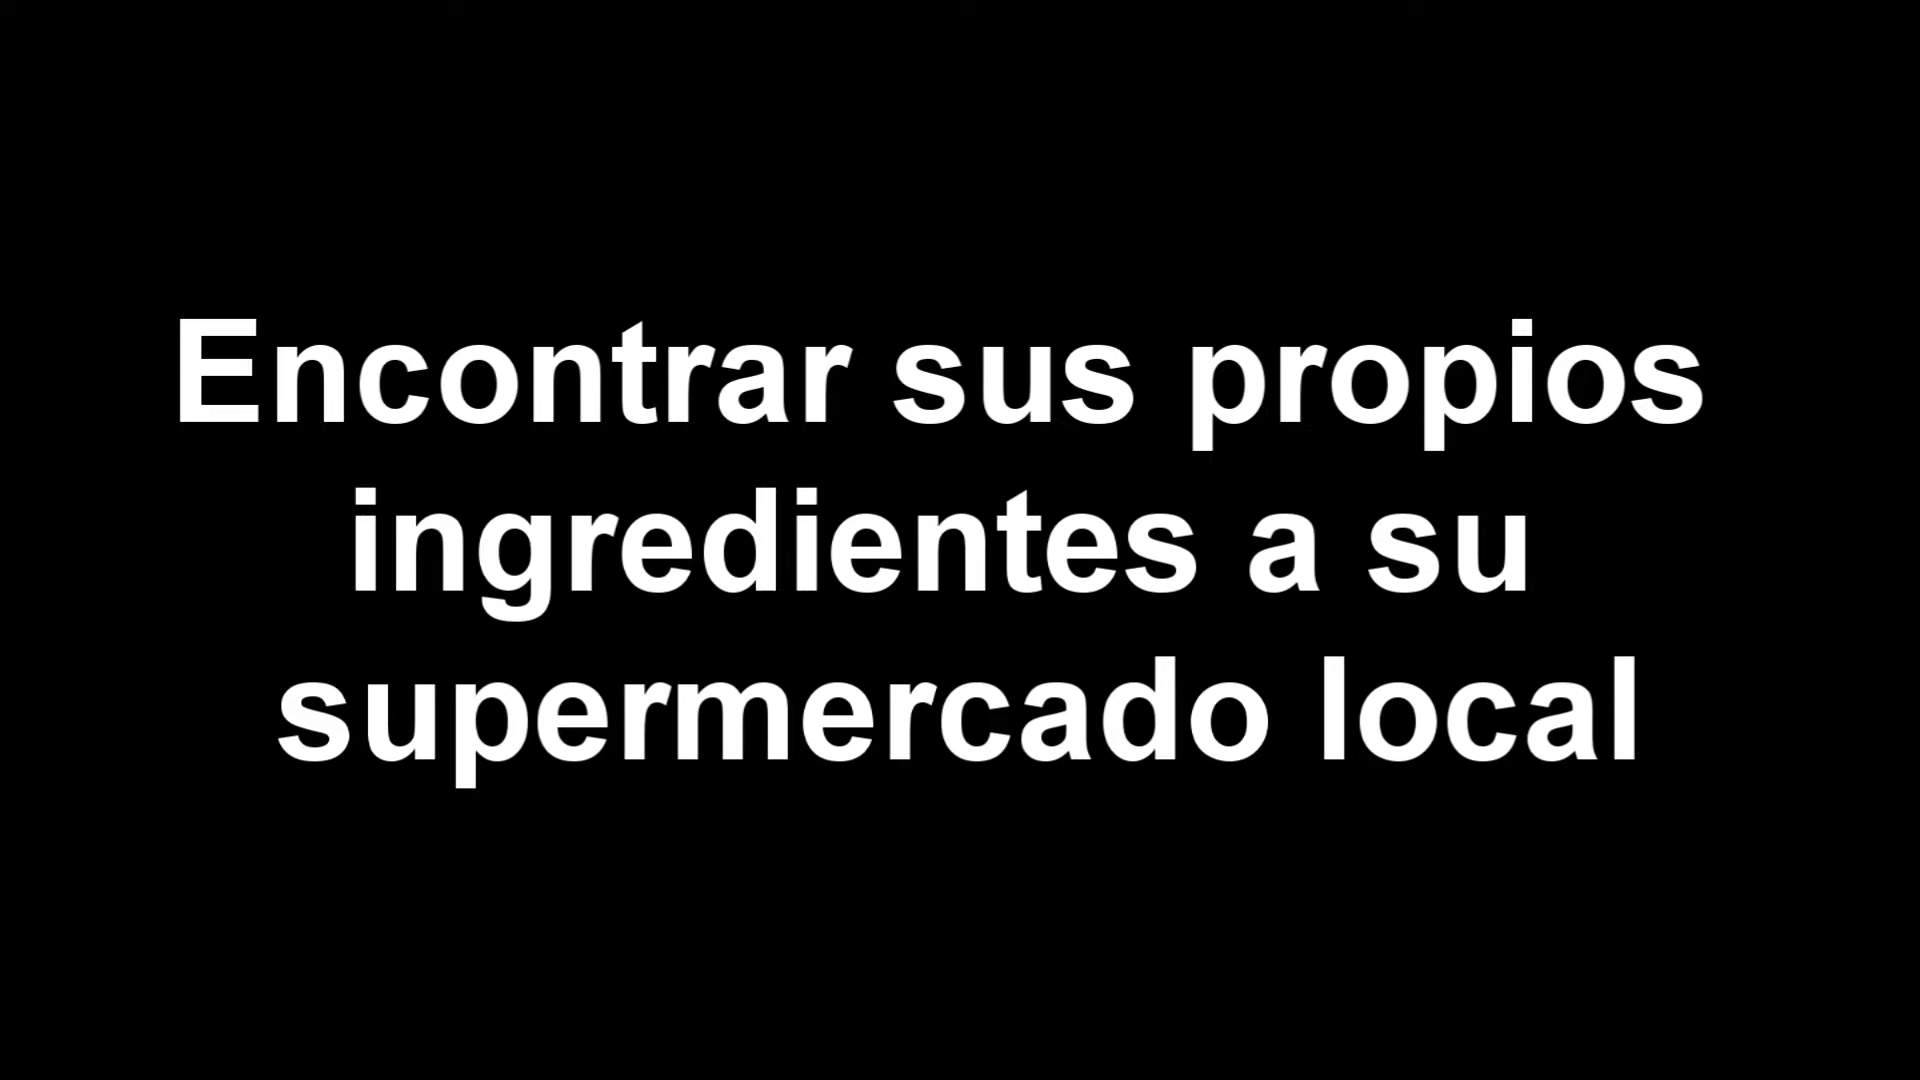 Encontrar sus propios
ingredientes a su
supermercado local